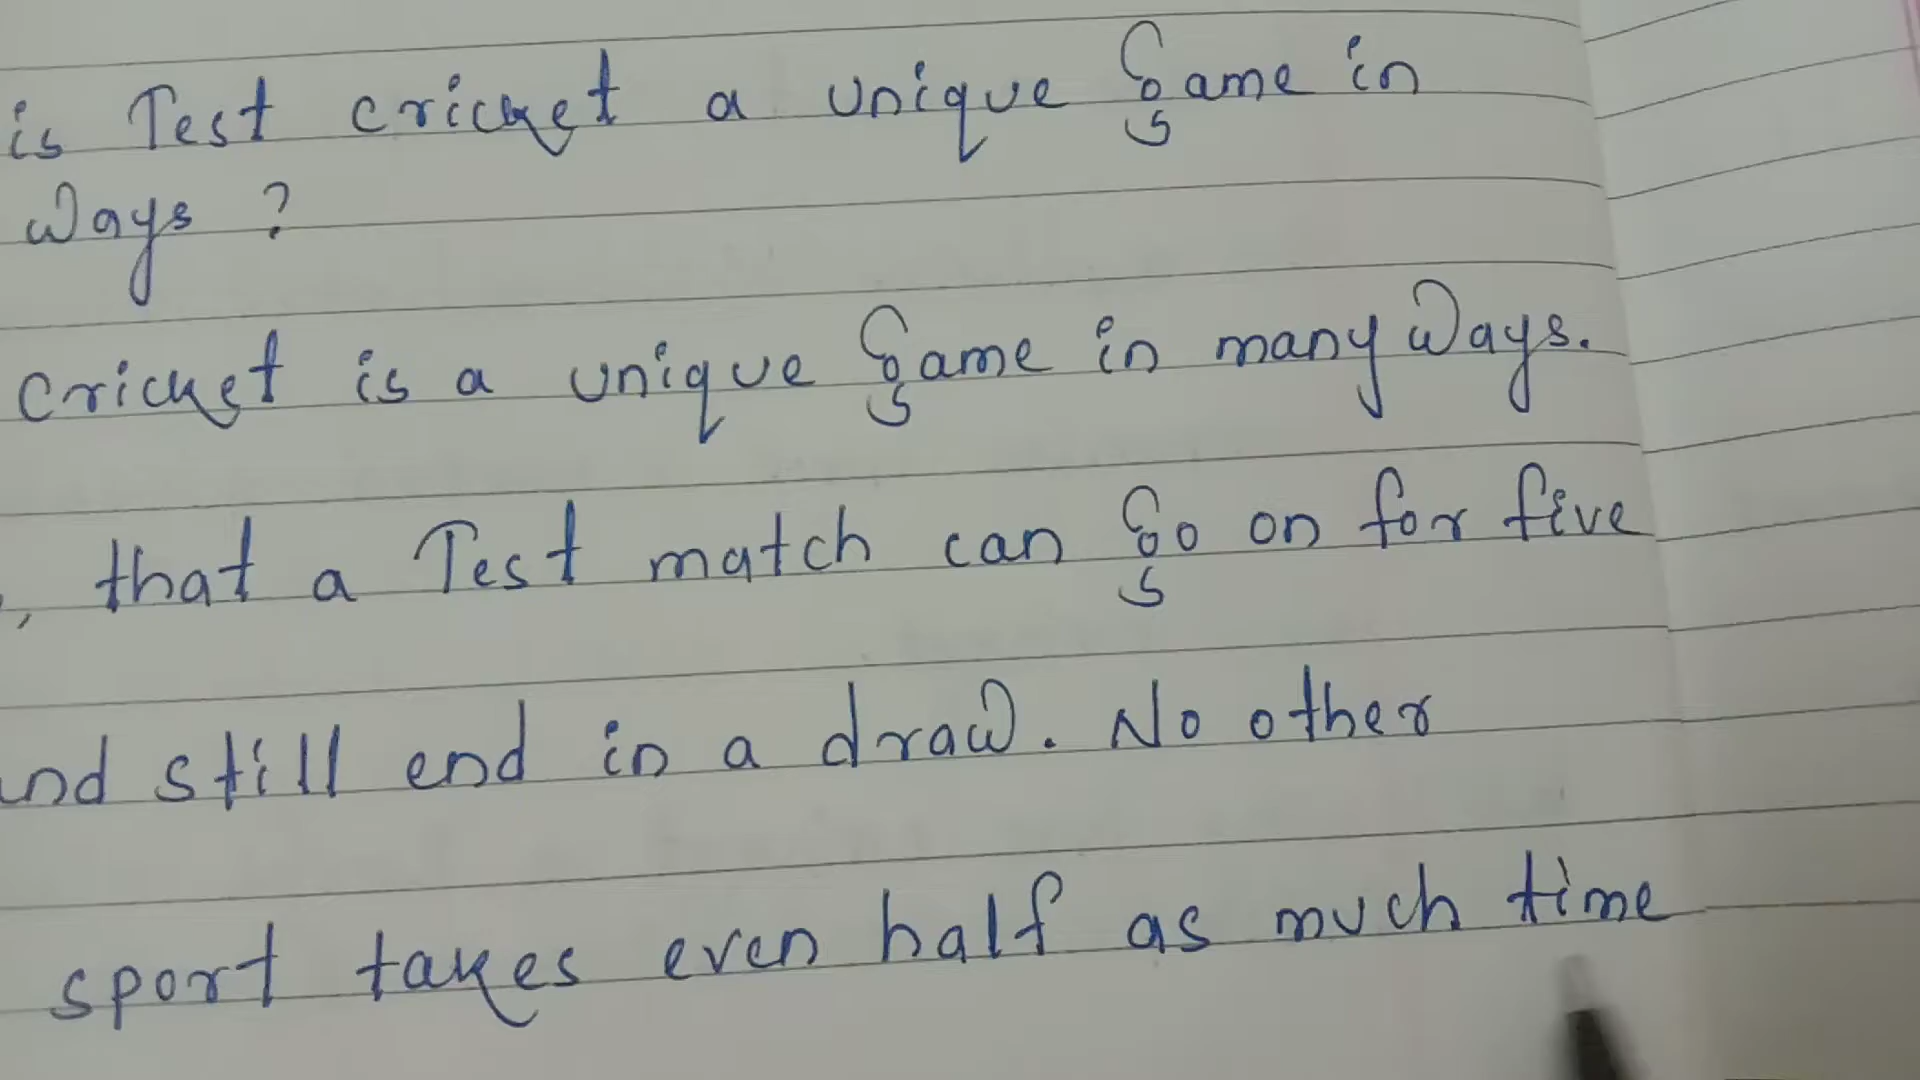 is Test cricket a unique Game in
Ways ?
cricket is a unique Game in many Ways.
, that a Test match can Go on for five
and still end in a draw. No other
sport takes even half as much time